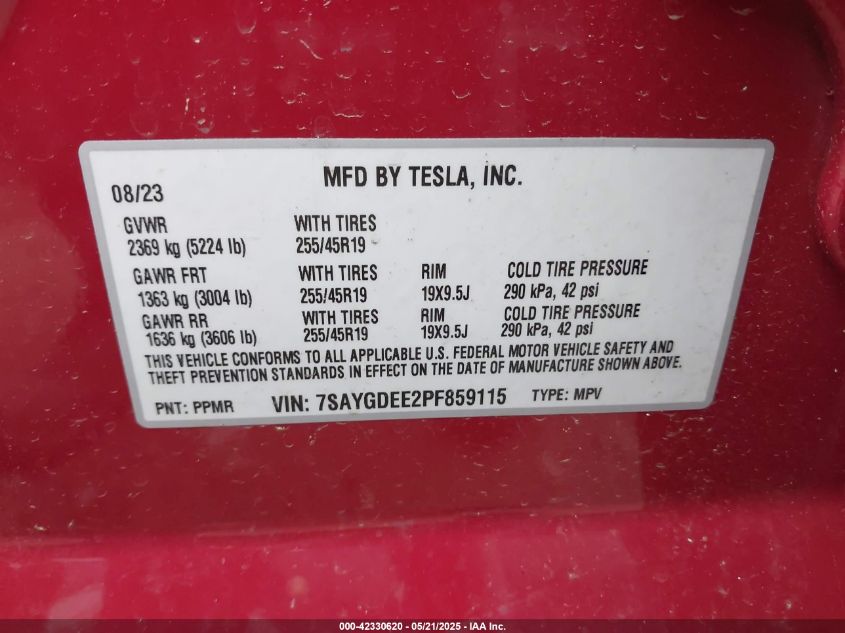 08/23
MFD BY TESLA, INC.
GVWR WITH TIRES
2369 kg (5224 lb) 255/45R19
GAWR FRT WITH TIRES RIM COLD TIRE PRESSURE
1363 kg (3004 lb) 255/45R19 19X9.5J 290 kPa, 42 psi
GAWR RR WITH TIRES RIM COLD TIRE PRESSURE
1636 kg (3606 lb) 255/45R19 19X9.5J 290 kPa, 42 psi
THIS VEHICLE CONFORMS TO ALL APPLICABLE U.S. FEDERAL MOTOR VEHICLE SAFETY AND
THEFT PREVENTION STANDARDS IN EFFECT ON THE DATE OF MANUFACTURE SHOWN ABOVE.
PNT: PPMR VIN: 7SAYGDEE2PF859115 TYPE: MPV
000-42330620 - 05/21/2025 - IAA Inc.